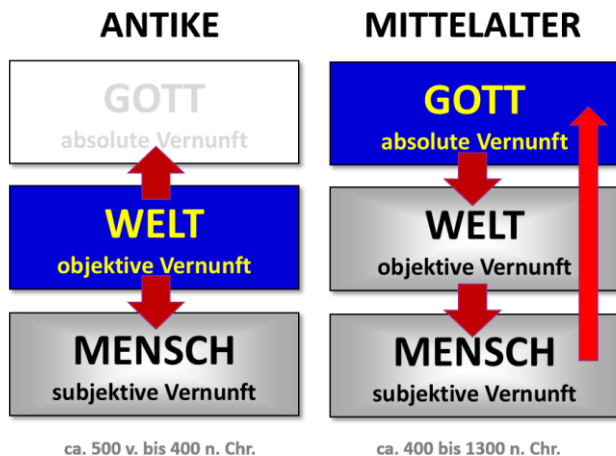 ANTIKE
GOTT
absolute Vernunft
WELT
objektive Vernunft
MENSCH
subjektive Vernunft
ca. 500 v. bis 400 n. Chr.
MITTELALTER
GOTT
absolute Vernunft
WELT
objektive Vernunft
MENSCH
subjektive Vernunft
ca. 400 bis 1300 n. Chr.